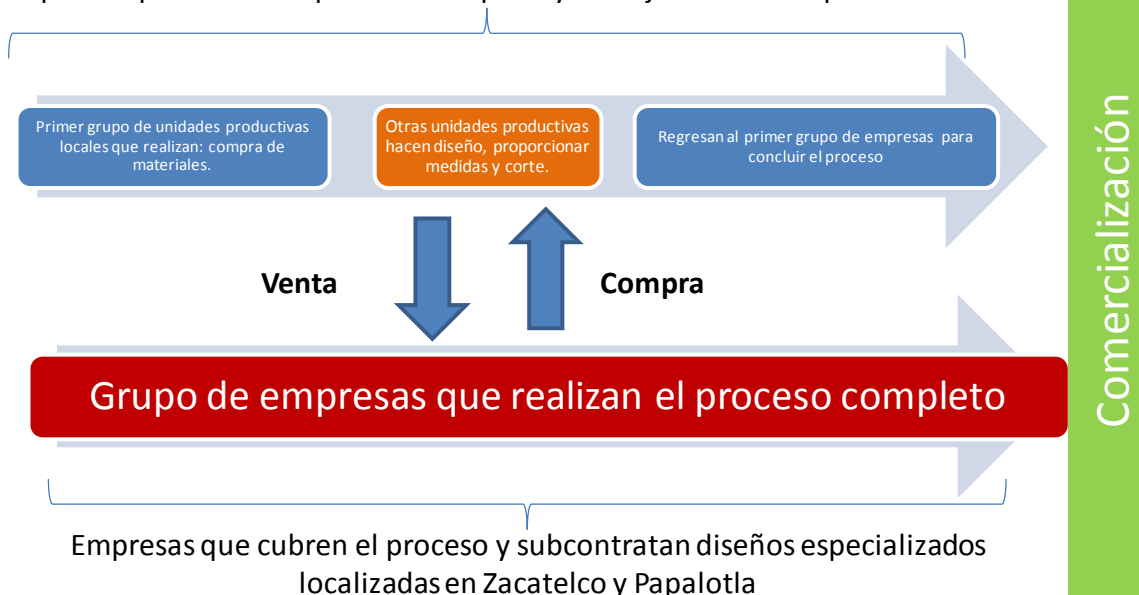 Primer grupo de unidades productivas
locales que realizan: compra de
materiales.
Otras unidades productivas
hacen diseño, proporcionar
medidas y corte.
Regresan al primer grupo de empresas para
concluir el proceso
Venta
Compra
Grupo de empresas que realizan el proceso completo
Empresas que cubren el proceso y subcontratan diseños especializados
localizadas en Zacatelco y Papalotla
Comercialización